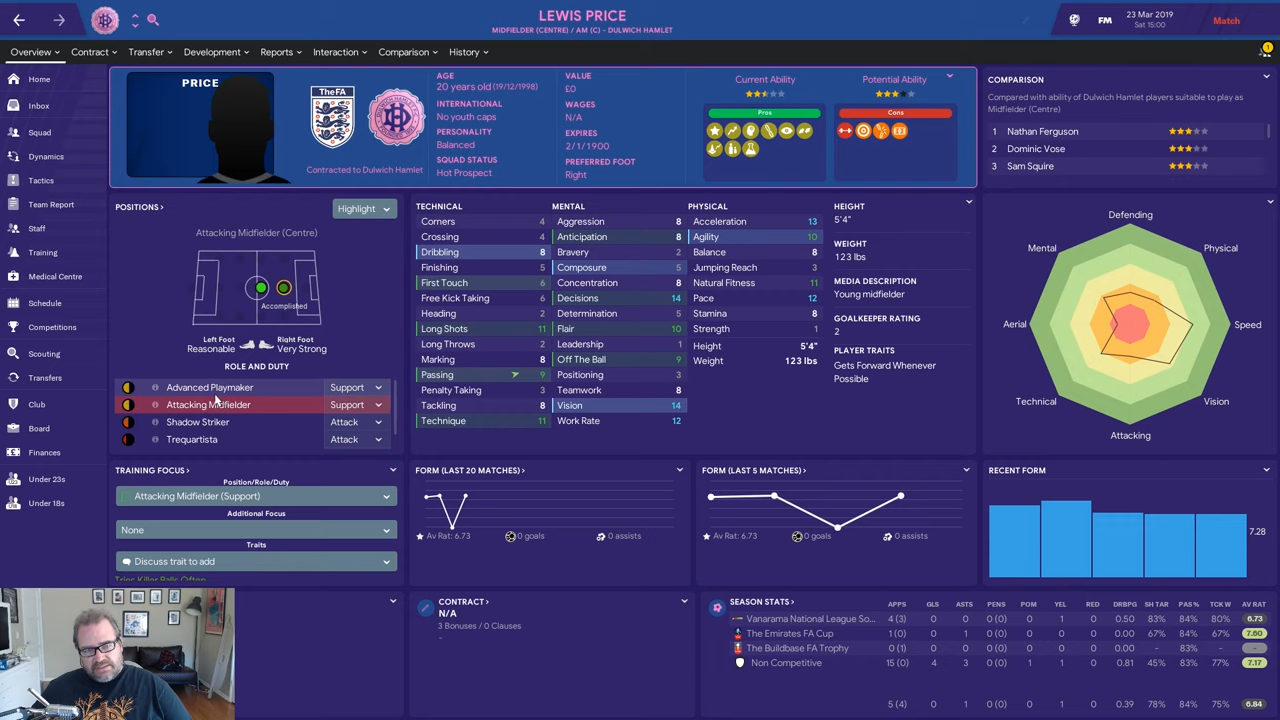 LEWIS PRICE
MIDFIELDER (CENTRE) / AM (C) - DULWICH HAMLET
FM
23 Mar 2019
Sat 15:00
Match
Overview
Contract
Transfer
Development
Reports
Interaction
Comparison
History
1
Home
Inbox
Squad
Dynamics
Tactics
Team Report
Staff
Training
Medical Centre
Schedule
Competitions
Scouting
Transfers
Club
Board
Finances
Under 23s
Under 18s
PRICE
TheFA
Contracted to Dulwich Hamlet
AGE
20 years old (19/12/1998)
INTERNATIONAL
No youth caps
PERSONALITY
Balanced
SQUAD STATUS
Hot Prospect
VALUE
£0
WAGES
N/A
EXPIRES
2/1/1900
PREFERRED FOOT
Right
Current Ability
Pros
Potential Ability
Cons
COMPARISON
Compared with ability of Dulwich Hamlet players suitable to play as
Midfielder (Centre)
1 Nathan Ferguson
2 Dominic Vose
3 Sam Squire
POSITIONS
Highlight
Attacking Midfielder (Centre)
Accomplished
Left Foot
Reasonable
Right Foot
Very Strong
ROLE AND DUTY
Advanced Playmaker Support
Attacking Midfielder Support
Shadow Striker Attack
Trequartista Attack
TECHNICAL
Corners 4
Crossing 4
Dribbling 8
Finishing 5
First Touch 6
Free Kick Taking 6
Heading 2
Long Shots 11
Long Throws 2
Marking 8
Passing 9
Penalty Taking 3
Tackling 8
Technique 11
MENTAL
Aggression 8
Anticipation 8
Bravery 2
Composure 5
Concentration 8
Decisions 14
Determination 5
Flair 10
Leadership 1
Off The Ball 9
Positioning 3
Teamwork 8
Vision 14
Work Rate 12
PHYSICAL
Acceleration 13
Agility 10
Balance 8
Jumping Reach 3
Natural Fitness 11
Pace 12
Stamina 8
Strength 1
Height 5'4"
Weight 123 lbs
HEIGHT
5'4"
WEIGHT
123 lbs
MEDIA DESCRIPTION
Young midfielder
GOALKEEPER RATING
2
PLAYER TRAITS
Gets Forward Whenever
Possible
Defending
Physical
Speed
Vision
Attacking
Technical
Aerial
Mental
TRAINING FOCUS
Position/Role/Duty
Attacking Midfielder (Support)
Additional Focus
None
Traits
Discuss trait to add
Tries Killer Balls Often
FORM (LAST 20 MATCHES)
Av Rat: 6.73
0 goals
0 assists
FORM (LAST 5 MATCHES)
Av Rat: 6.73
0 goals
0 assists
RECENT FORM
7.28
CONTRACT
N/A
3 Bonuses / 0 Clauses
-
SEASON STATS APPS GLS ASTS PENS POM YEL RED DRBPG SH TAR PAS % TCK W AV RAT
Vanarama National League So... 4 (3) 0 0 0 (0) 0 1 0 0.50 83% 84% 80% 6.73
The Emirates FA Cup 1 (0) 0 1 0 (0) 0 0 0 0.00 67% 84% 67% 7.60
The Buildbase FA Trophy 0 (1) 0 0 0 (0) 0 0 0 0.00 - 83% - -
Non Competitive 15 (0) 4 3 0 (0) 1 1 0 0.81 45% 83% 77% 7.17
5 (4) 0 1 0 (0) 0 1 0 0.39 78% 84% 75% 6.84